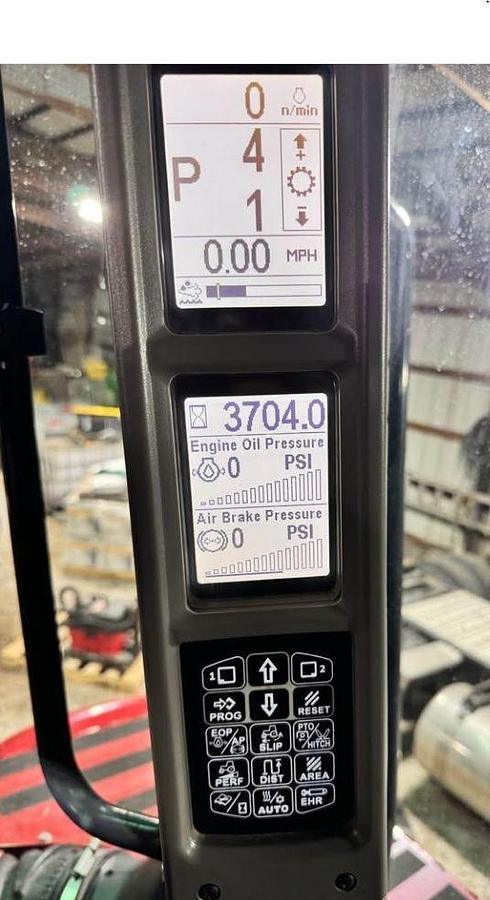 0 n/min
4
P
1
0.00 MPH
3704.0
Engine Oil Pressure
0 PSI
Air Brake Pressure
0 PSI
1 2
PROG RESET
EOP/AP SLIP PTO/HITCH
PERF DIST AREA
AUTO EHR